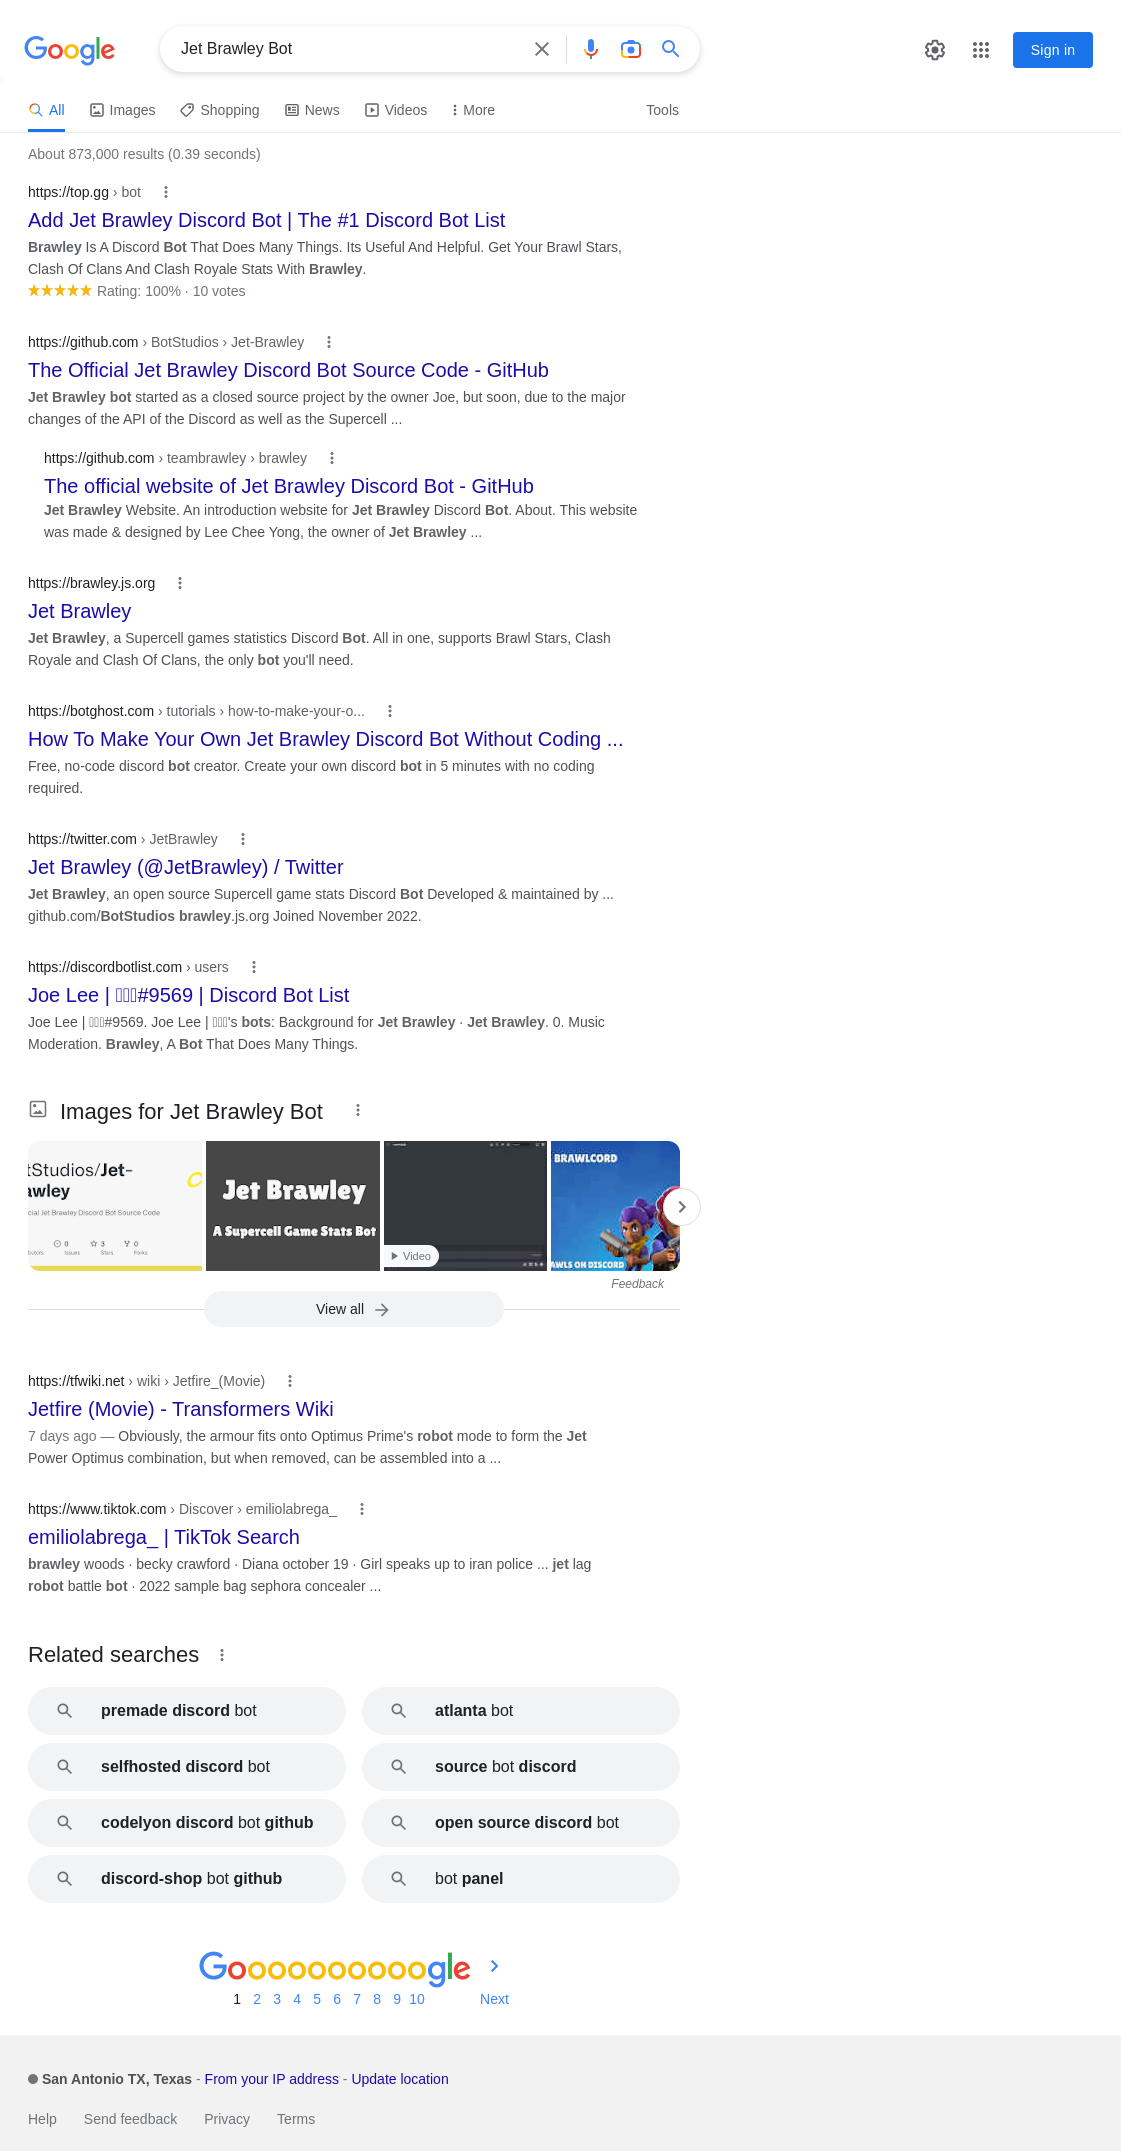 Google
Jet Brawley Bot
Sign in
All
Images
Shopping
News
Videos
More
Tools
About 873,000 results (0.39 seconds)
https://top.gg › bot
Add Jet Brawley Discord Bot | The #1 Discord Bot List
Brawley Is A Discord Bot That Does Many Things. Its Useful And Helpful. Get Your Brawl Stars,
Clash Of Clans And Clash Royale Stats With Brawley.
Rating: 100% · 10 votes
https://github.com › BotStudios › Jet-Brawley
The Official Jet Brawley Discord Bot Source Code - GitHub
Jet Brawley bot started as a closed source project by the owner Joe, but soon, due to the major
changes of the API of the Discord as well as the Supercell ...
https://github.com › teambrawley › brawley
The official website of Jet Brawley Discord Bot - GitHub
Jet Brawley Website. An introduction website for Jet Brawley Discord Bot. About. This website
was made & designed by Lee Chee Yong, the owner of Jet Brawley ...
https://brawley.js.org
Jet Brawley
Jet Brawley, a Supercell games statistics Discord Bot. All in one, supports Brawl Stars, Clash
Royale and Clash Of Clans, the only bot you'll need.
https://botghost.com › tutorials › how-to-make-your-o...
How To Make Your Own Jet Brawley Discord Bot Without Coding ...
Free, no-code discord bot creator. Create your own discord bot in 5 minutes with no coding
required.
https://twitter.com › JetBrawley
Jet Brawley (@JetBrawley) / Twitter
Jet Brawley, an open source Supercell game stats Discord Bot Developed & maintained by ...
github.com/BotStudios brawley.js.org Joined November 2022.
https://discordbotlist.com › users
Joe Lee | #9569 | Discord Bot List
Joe Lee | #9569. Joe Lee | 's bots: Background for Jet Brawley · Jet Brawley. 0. Music
Moderation. Brawley, A Bot That Does Many Things.
Images for Jet Brawley Bot
tStudios/Jet-
awley
cial Jet Brawley Discord Bot Source Code
0 3 0
butors Issues Stars Forks
Jet Brawley
A Supercell Game Stats Bot
Video
BRAWLCORD
AWLS ON DISCORD
Feedback
View all
https://tfwiki.net › wiki › Jetfire_(Movie)
Jetfire (Movie) - Transformers Wiki
7 days ago — Obviously, the armour fits onto Optimus Prime's robot mode to form the Jet
Power Optimus combination, but when removed, can be assembled into a ...
https://www.tiktok.com › Discover › emiliolabrega_
emiliolabrega_ | TikTok Search
brawley woods · becky crawford · Diana october 19 · Girl speaks up to iran police ... jet lag
robot battle bot · 2022 sample bag sephora concealer ...
Related searches
premade discord bot
atlanta bot
selfhosted discord bot
source bot discord
codelyon discord bot github
open source discord bot
discord-shop bot github
bot panel
Goooooooooogle
1 2 3 4 5 6 7 8 9 10 Next
San Antonio TX, Texas - From your IP address - Update location
Help Send feedback Privacy Terms